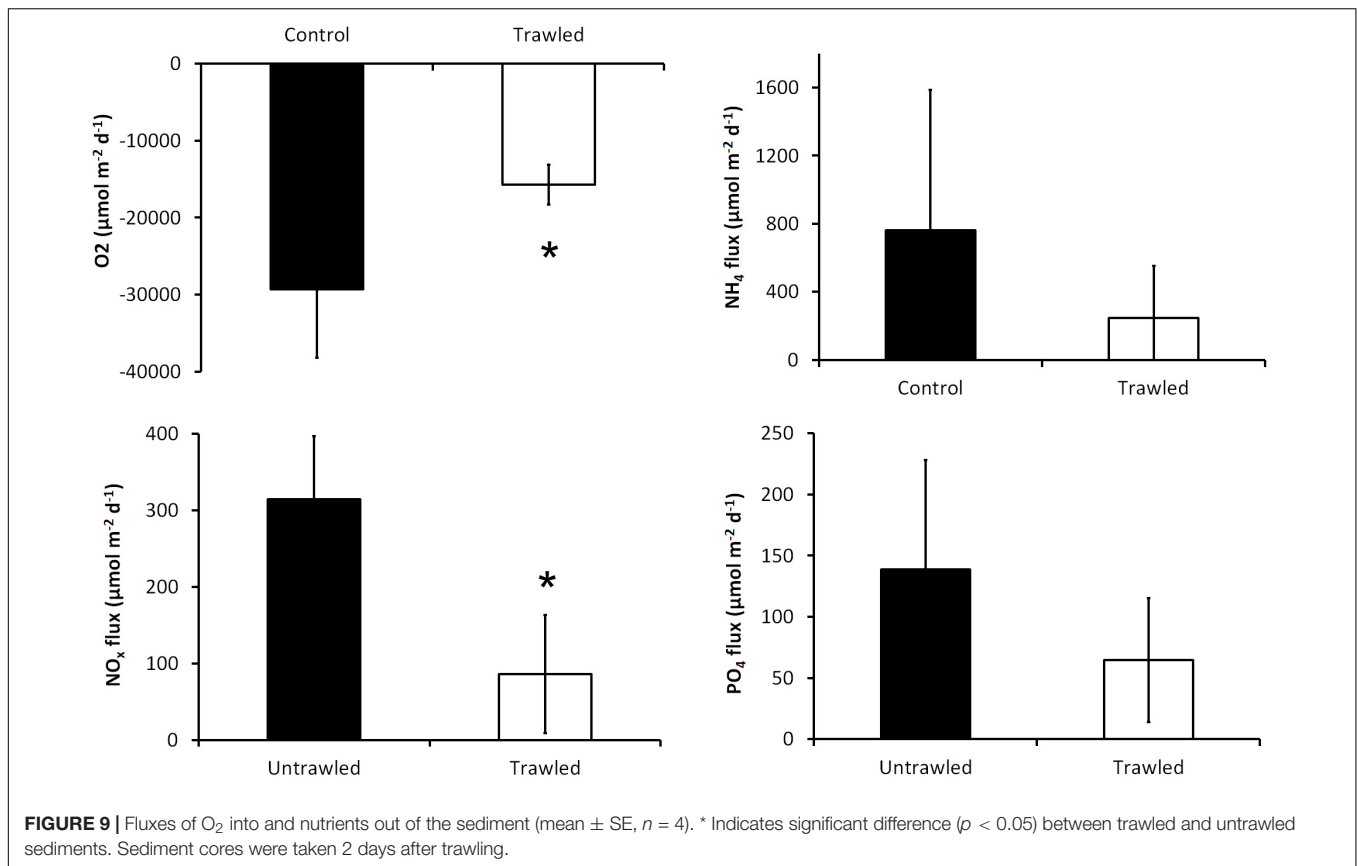 Control Trawled
0
-10000
-20000
-30000
-40000
O2 (µmol m⁻² d⁻¹)
*
1600
1200
800
400
0
NH₄ flux (µmol m⁻² d⁻¹)
Control Trawled
400
300
200
100
0
NOₓ flux (µmol m⁻² d⁻¹)
*
Untrawled Trawled
250
200
150
100
50
0
PO₄ flux (µmol m⁻² d⁻¹)
Untrawled Trawled
FIGURE 9 | Fluxes of O₂ into and nutrients out of the sediment (mean ± SE, n = 4). * Indicates significant difference (p < 0.05) between trawled and untrawled
sediments. Sediment cores were taken 2 days after trawling.